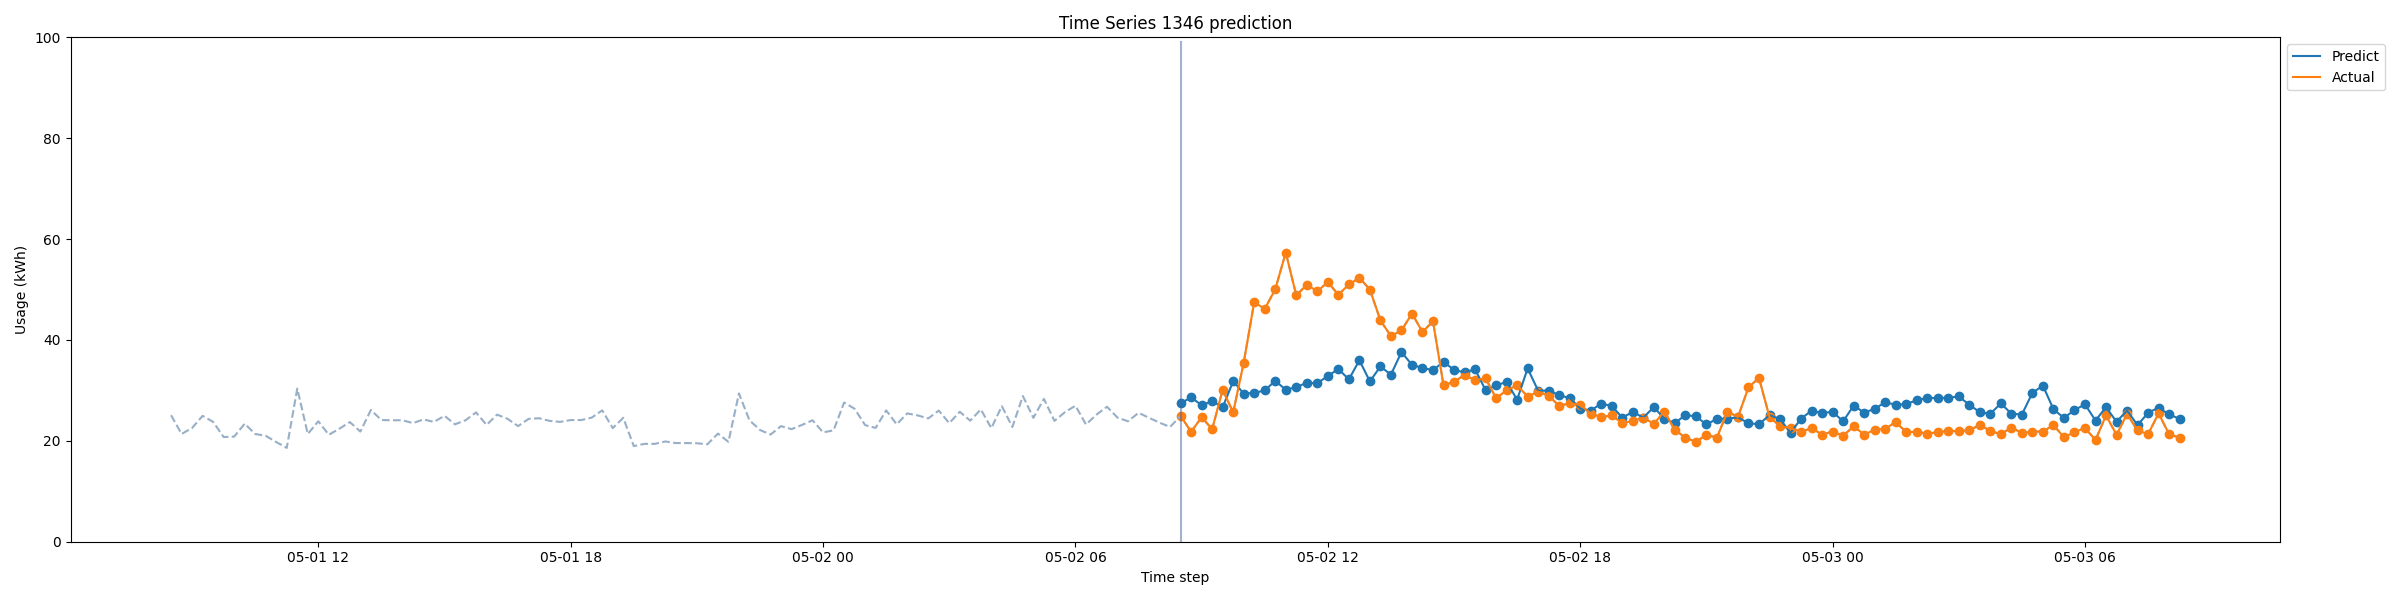 Time Series 1346 prediction
100
80
60
40
20
0
Usage (kWh)
05-01 12
05-01 18
05-02 00
05-02 06
05-02 12
05-02 18
05-03 00
05-03 06
Time step
Predict
Actual